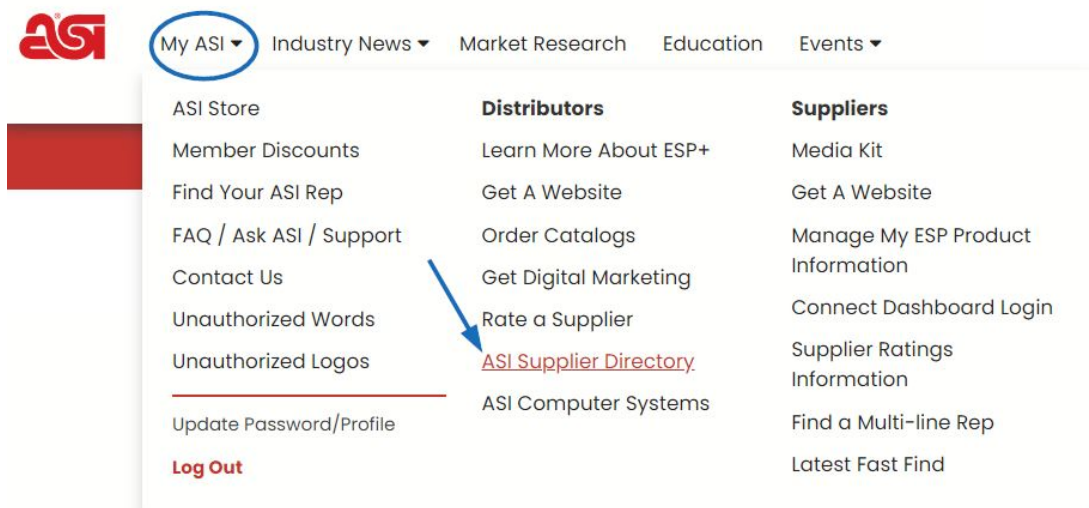 asi
My ASI Industry News Market Research Education Events
ASI Store
Member Discounts
Find Your ASI Rep
FAQ / Ask ASI / Support
Contact Us
Unauthorized Words
Unauthorized Logos
Update Password/Profile
Log Out
Distributors
Learn More About ESP+
Get A Website
Order Catalogs
Get Digital Marketing
Rate a Supplier
ASI Supplier Directory
ASI Computer Systems
Suppliers
Media Kit
Get A Website
Manage My ESP Product
Information
Connect Dashboard Login
Supplier Ratings
Information
Find a Multi-line Rep
Latest Fast Find